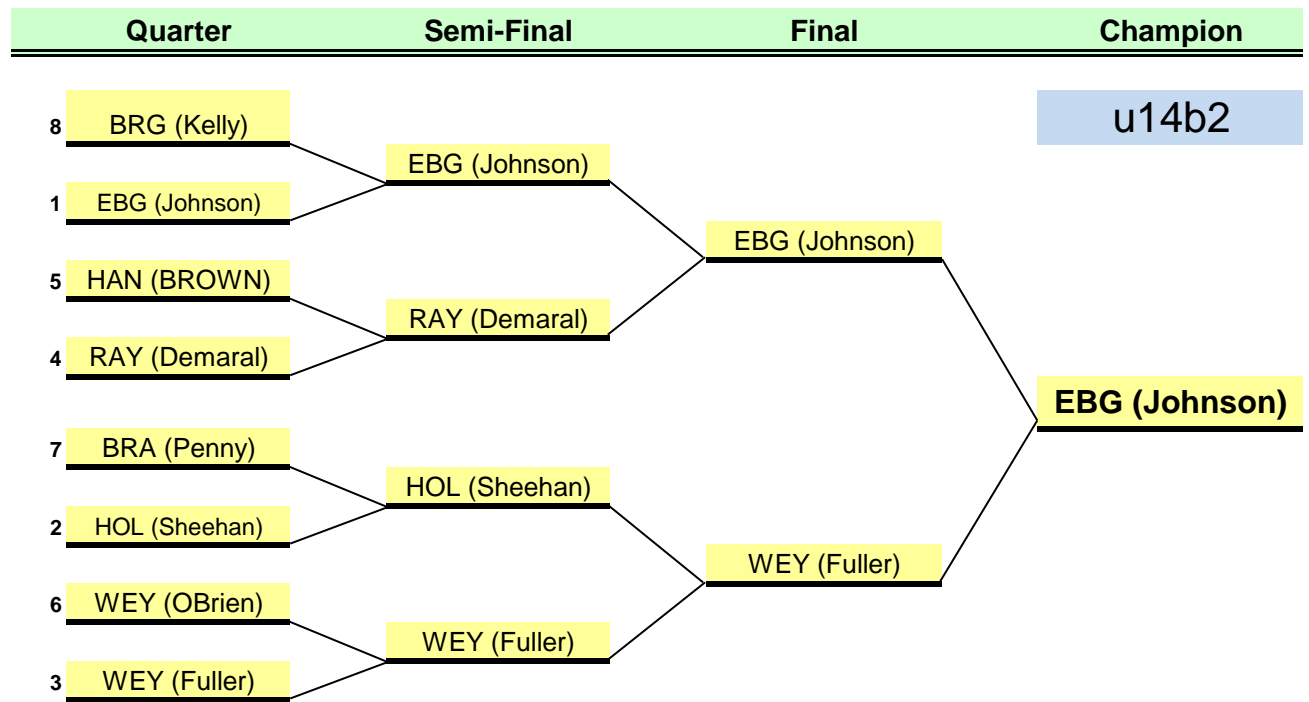 Quarter Semi-Final Final Champion
u14b2
8 BRG (Kelly)
EBG (Johnson)
1 EBG (Johnson)
EBG (Johnson)
5 HAN (BROWN)
RAY (Demaral)
4 RAY (Demaral)
EBG (Johnson)
7 BRA (Penny)
HOL (Sheehan)
2 HOL (Sheehan)
WEY (Fuller)
6 WEY (OBrien)
WEY (Fuller)
3 WEY (Fuller)